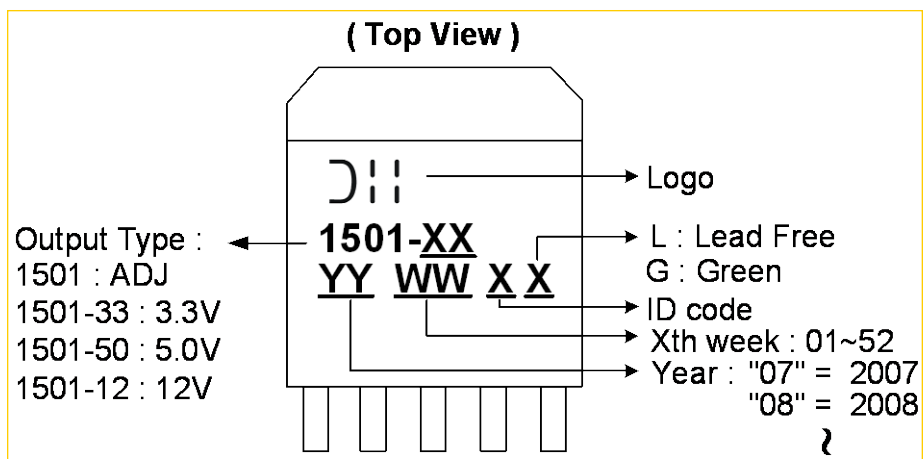 ( Top View )
Logo
1501-XX
YY WW X X
Output Type :
1501 : ADJ
1501-33 : 3.3V
1501-50 : 5.0V
1501-12 : 12V
L : Lead Free
G : Green
ID code
Xth week : 01~52
Year : "07" = 2007
"08" = 2008
~